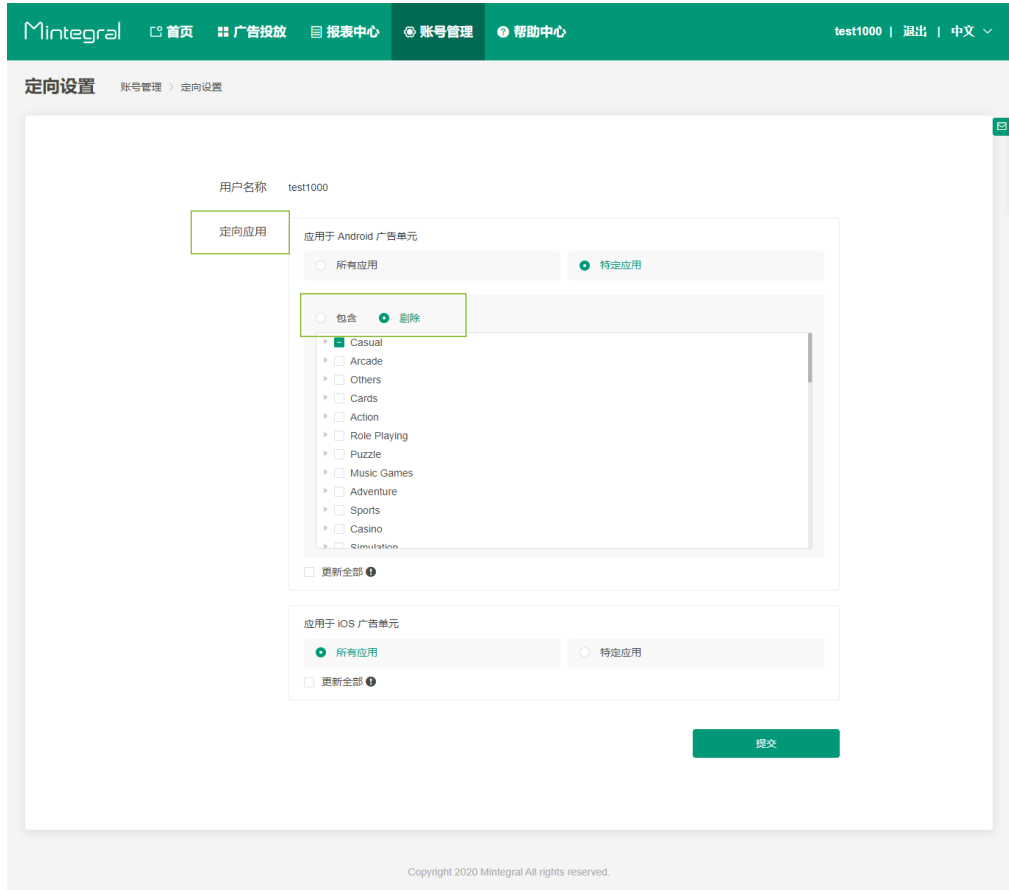 Mintegral 首页 广告投放 报表中心 账号管理 帮助中心 test1000 | 退出 | 中文
定向设置 账号管理 > 定向设置
用户名称 test1000
定向应用 应用于 Android 广告单元
所有应用 特定应用
包含 剔除
Casual
Arcade
Others
Cards
Action
Role Playing
Puzzle
Music Games
Adventure
Sports
Casino
Simulation
更新全部
应用于 iOS 广告单元
所有应用 特定应用
更新全部
提交
Copyright 2020 Mintegral All rights reserved.